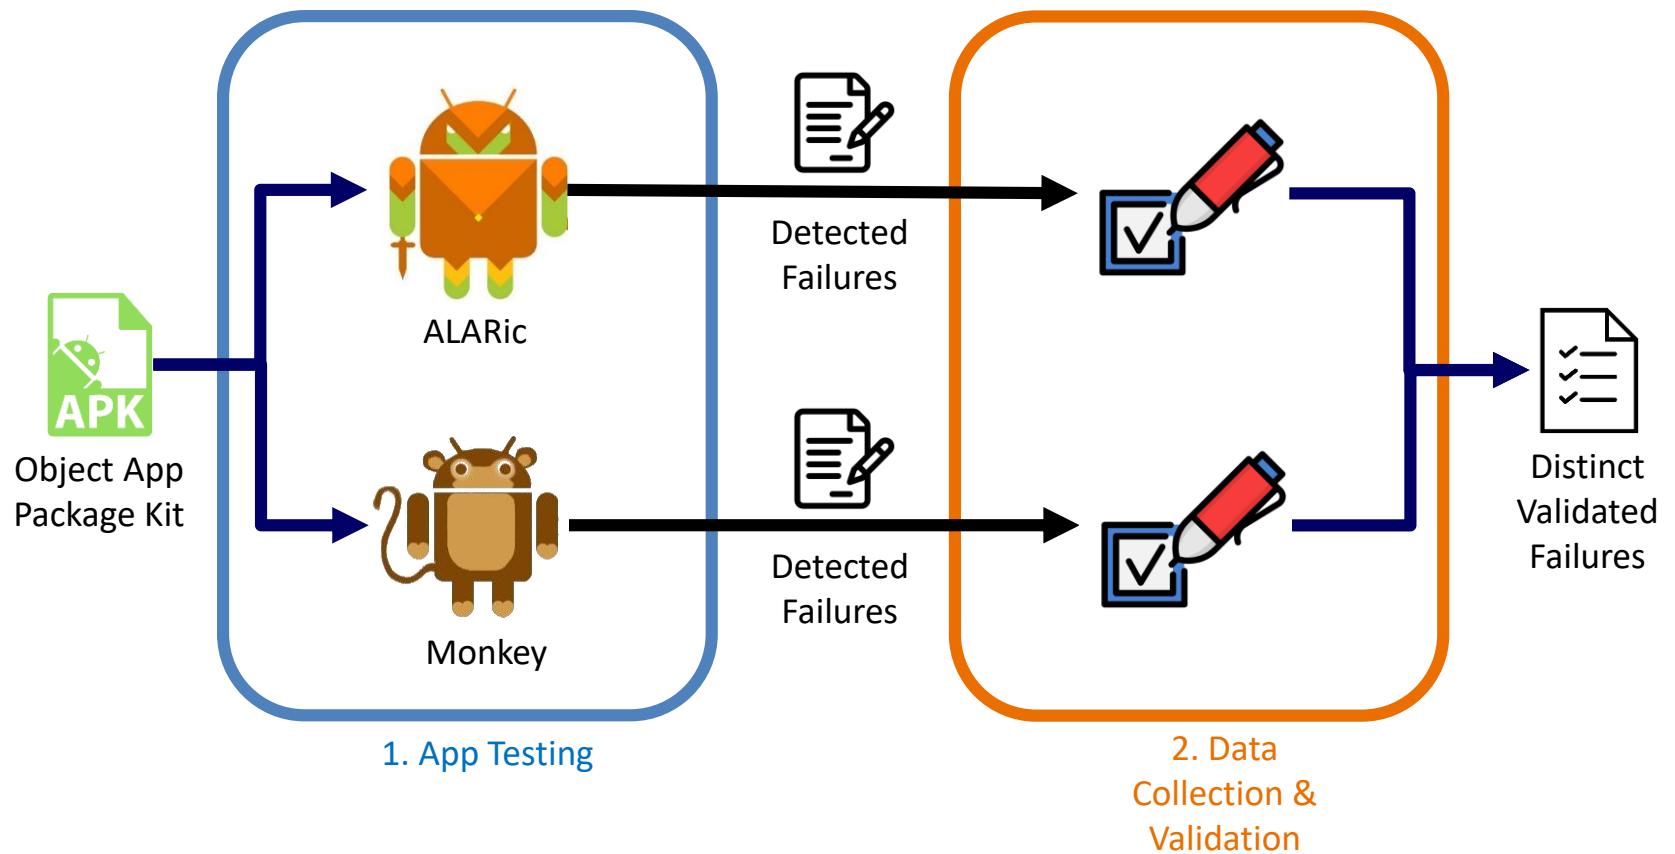 APK
Object App
Package Kit
ALARic
Monkey
1. App Testing
Detected
Failures
Detected
Failures
2. Data
Collection &
Validation
Distinct
Validated
Failures